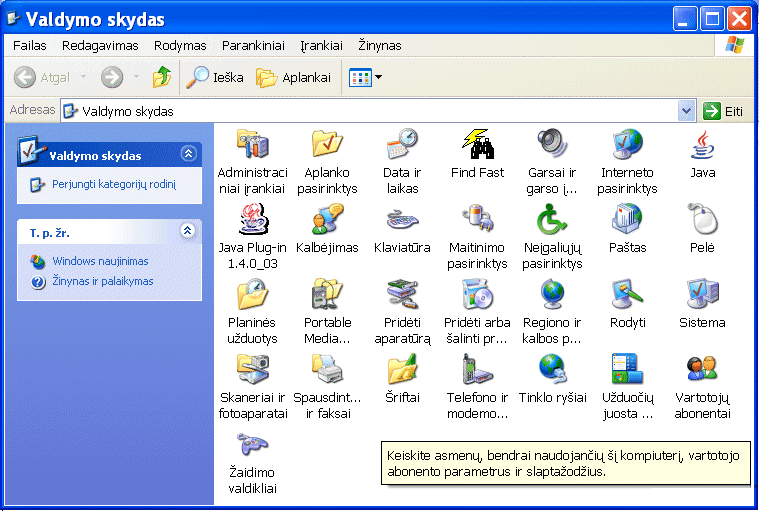 Valdymo skydas
Failas Redagavimas Rodymas Parankiniai Įrankiai Žinynas
Atgal Ieška Aplankai
Adresas Valdymo skydas Eiti
Valdymo skydas
Perjungti kategorijų rodinį
T. p. žr.
Windows naujinimas
Žinynas ir palaikymas
Administraci
niai įrankiai
Aplanko
pasirinktys
Data ir
laikas
Find Fast
Garsai ir
garso į...
Interneto
pasirinktys
Java
Java Plug-in
1.4.0_03
Kalbėjimas
Klaviatūra
Maitinimo
pasirinktys
Neįgaliųjų
pasirinktys
Paštas
Pelė
Planinės
užduotys
Portable
Media...
Pridėti
aparatūrą
Pridėti arba
šalinti pr...
Regiono ir
kalbos p...
Rodyti
Sistema
Skaneriai ir
fotoaparatai
Spausdint...
ir faksai
Šriftai
Telefono ir
modemo...
Tinklo ryšiai
Užduočių
juosta ...
Vartotojų
abonentai
Žaidimo
valdikliai
Keiskite asmenų, bendrai naudojančių šį kompiuterį, vartotojo
abonento parametrus ir slaptažodžius.